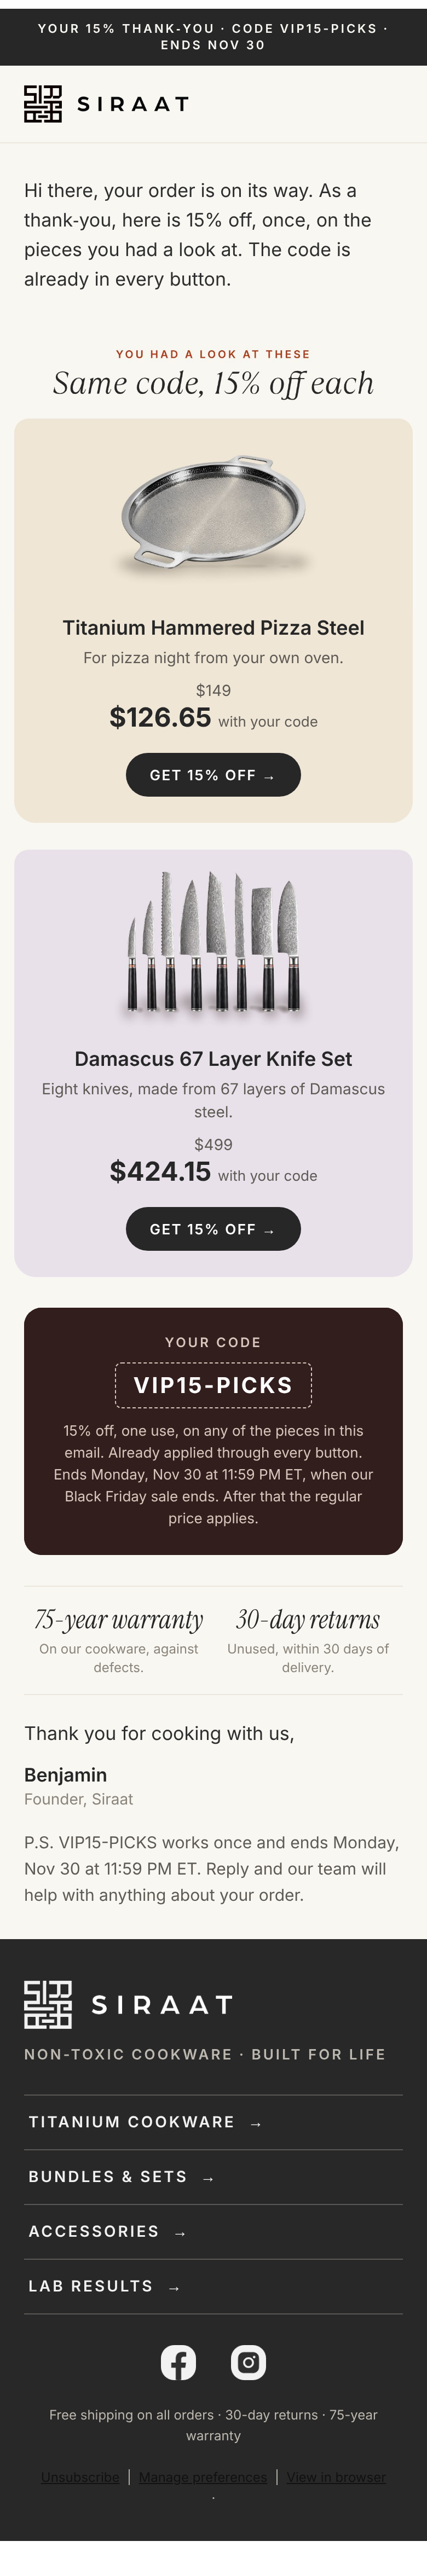 YOUR 15% THANK-YOU · CODE VIP15-PICKS ·
ENDS NOV 30
SIRAAT
Hi there, your order is on its way. As a
thank-you, here is 15% off, once, on the
pieces you had a look at. The code is
already in every button.
YOU HAD A LOOK AT THESE
Same code, 15% off each
Titanium Hammered Pizza Steel
For pizza night from your own oven.
$149
$126.65 with your code
GET 15% OFF →
Damascus 67 Layer Knife Set
Eight knives, made from 67 layers of Damascus
steel.
$499
$424.15 with your code
GET 15% OFF →
YOUR CODE
VIP15-PICKS
15% off, one use, on any of the pieces in this
email. Already applied through every button.
Ends Monday, Nov 30 at 11:59 PM ET, when our
Black Friday sale ends. After that the regular
price applies.
75-year warranty
On our cookware, against
defects.
30-day returns
Unused, within 30 days of
delivery.
Thank you for cooking with us,
Benjamin
Founder, Siraat
P.S. VIP15-PICKS works once and ends Monday,
Nov 30 at 11:59 PM ET. Reply and our team will
help with anything about your order.
SIRAAT
NON-TOXIC COOKWARE · BUILT FOR LIFE
TITANIUM COOKWARE →
BUNDLES & SETS →
ACCESSORIES →
LAB RESULTS →
Free shipping on all orders · 30-day returns · 75-year
warranty
Unsubscribe | Manage preferences | View in browser
·